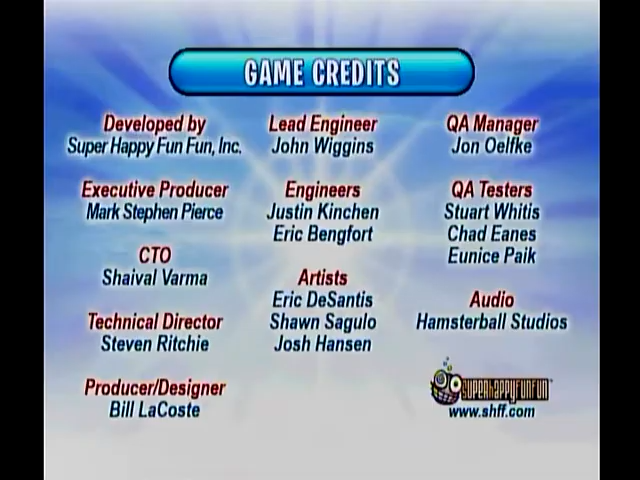 GAME CREDITS
Developed by
Super Happy Fun Fun, Inc.
Executive Producer
Mark Stephen Pierce
CTO
Shaival Varma
Technical Director
Steven Ritchie
Producer/Designer
Bill LaCoste
Lead Engineer
John Wiggins
Engineers
Justin Kinchen
Eric Bengfort
Artists
Eric DeSantis
Shawn Sagulo
Josh Hansen
QA Manager
Jon Oelfke
QA Testers
Stuart Whitis
Chad Eanes
Eunice Paik
Audio
Hamsterball Studios
SUPERHAPPYFUNFUN
www.shff.com